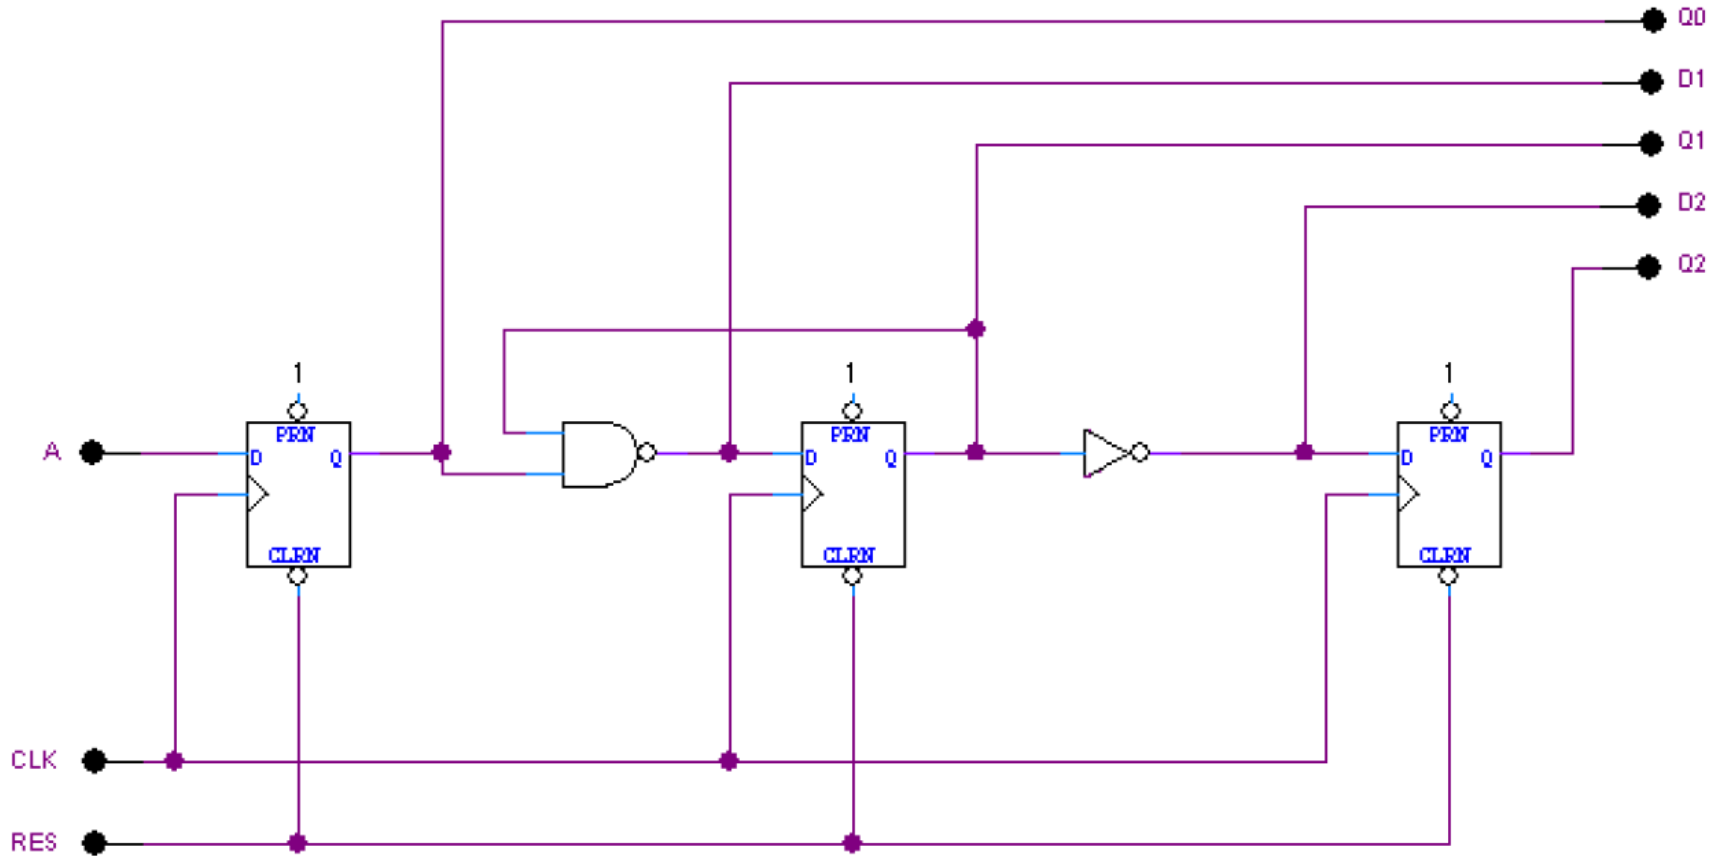 Q0
D1
Q1
D2
Q2
1 1 1
PRN PRN PRN
A D Q D Q D Q
CLRN CLRN CLRN
CLK
RES